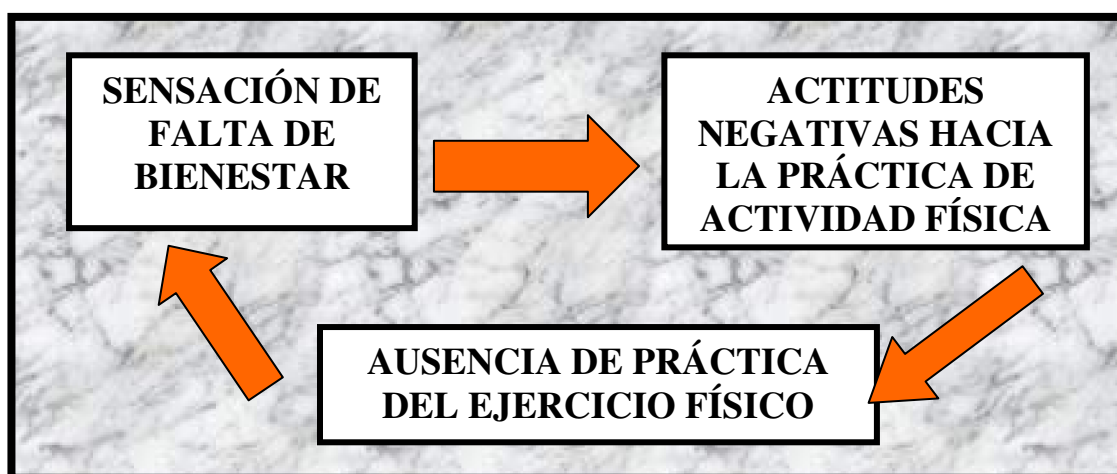 SENSACIÓN DE
FALTA DE
BIENESTAR
ACTITUDES
NEGATIVAS HACIA
LA PRÁCTICA DE
ACTIVIDAD FÍSICA
AUSENCIA DE PRÁCTICA
DEL EJERCICIO FÍSICO